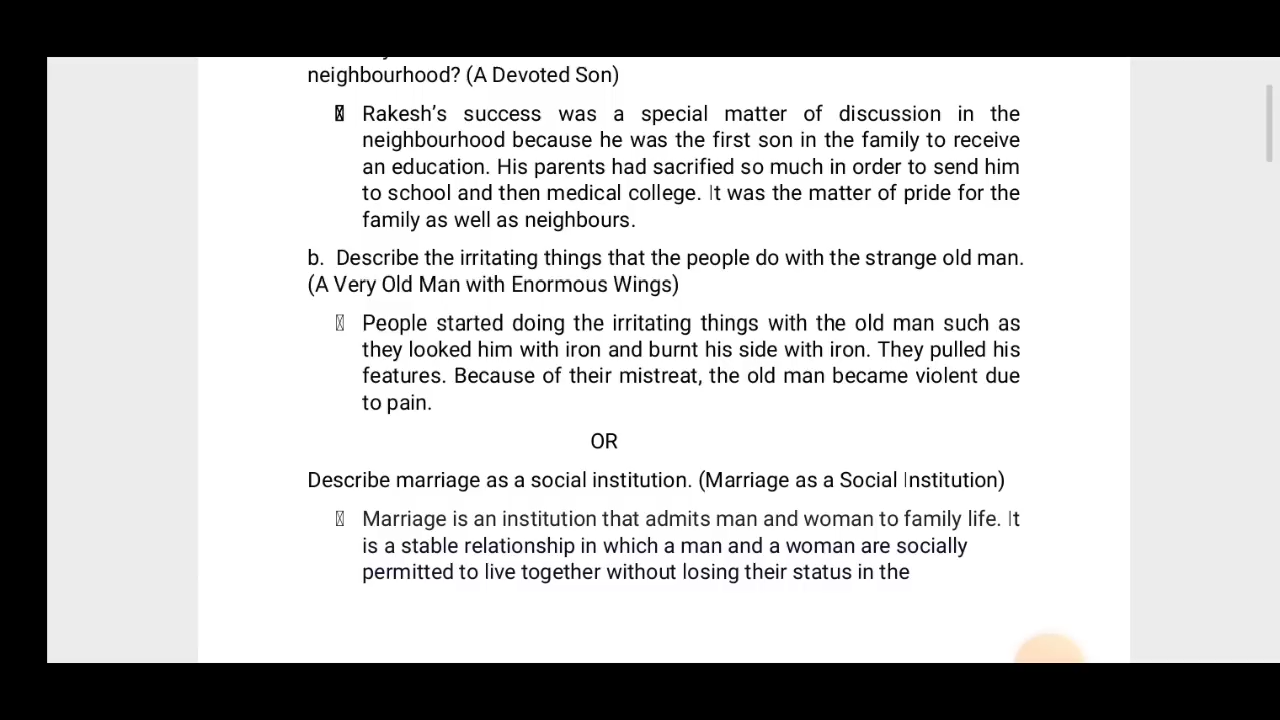 neighbourhood? (A Devoted Son)
Rakesh's success was a special matter of discussion in the
neighbourhood because he was the first son in the family to receive
an education. His parents had sacrified so much in order to send him
to school and then medical college. It was the matter of pride for the
family as well as neighbours.
b. Describe the irritating things that the people do with the strange old man.
(A Very Old Man with Enormous Wings)
People started doing the irritating things with the old man such as
they looked him with iron and burnt his side with iron. They pulled his
features. Because of their mistreat, the old man became violent due
to pain.
OR
Describe marriage as a social institution. (Marriage as a Social Institution)
Marriage is an institution that admits man and woman to family life. It
is a stable relationship in which a man and a woman are socially
permitted to live together without losing their status in the